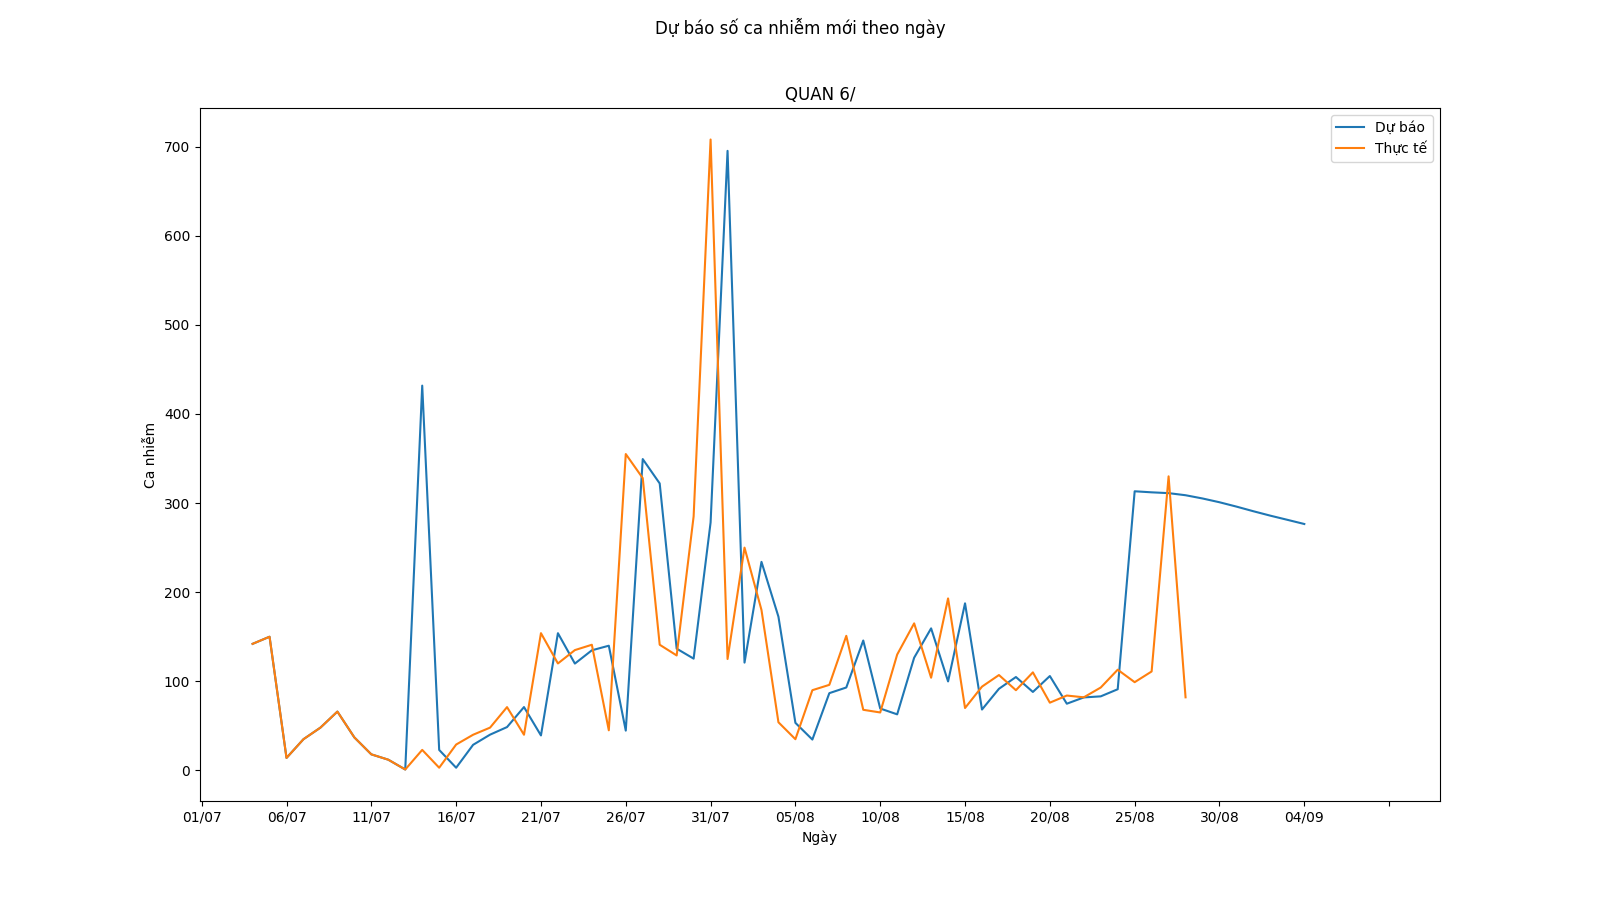 Dự báo số ca nhiễm mới theo ngày
QUAN 6/
Dự báo
Thực tế
700
600
500
400
300
200
100
0
Ca nhiễm
01/07 06/07 11/07 16/07 21/07 26/07 31/07 05/08 10/08 15/08 20/08 25/08 30/08 04/09
Ngày